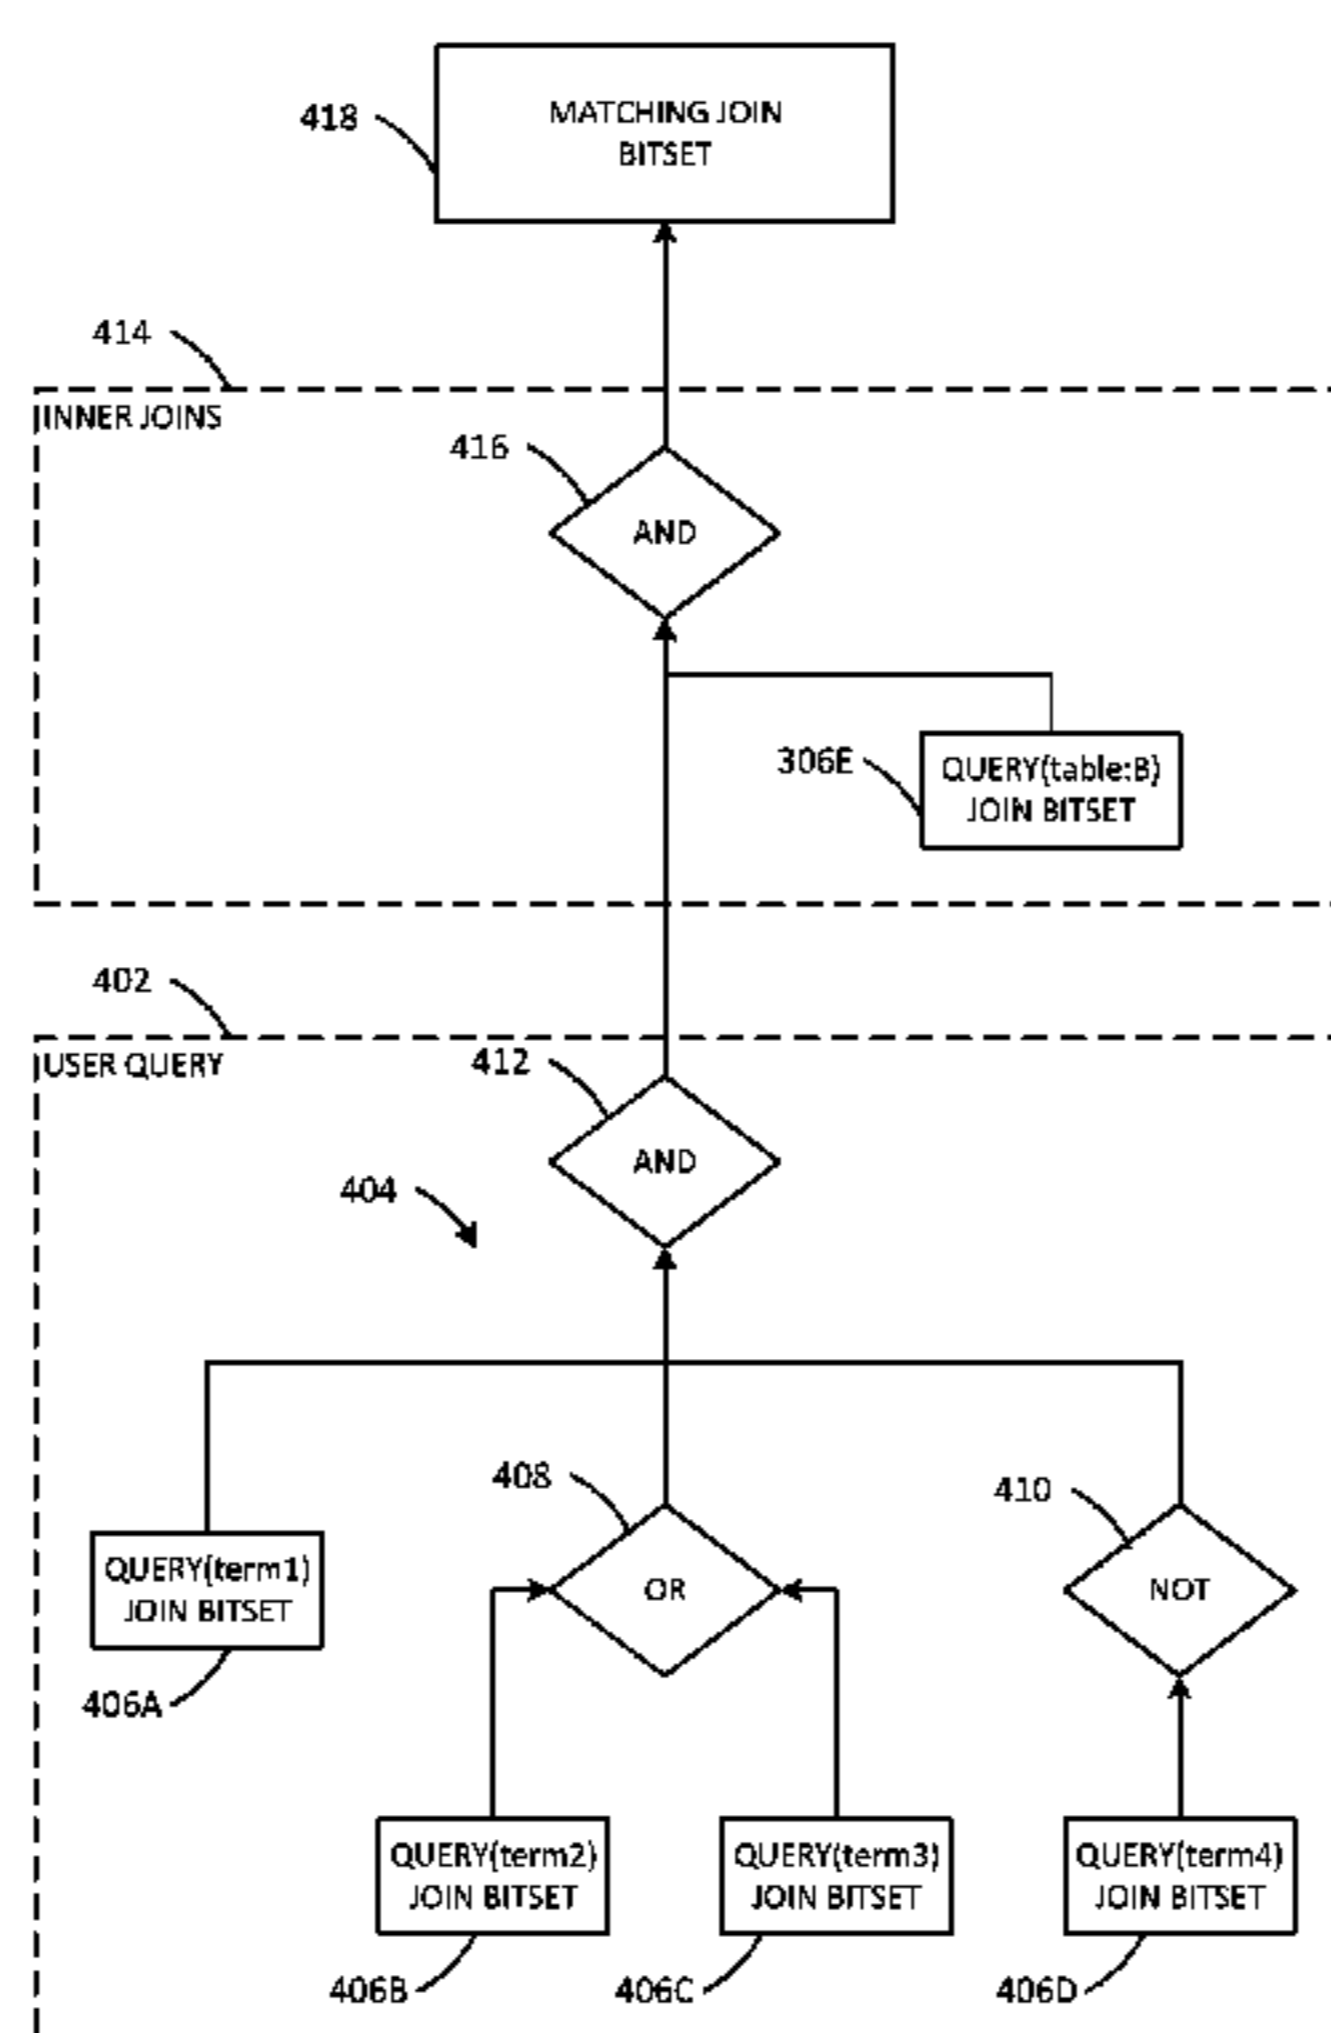 MATCHING JOIN
BITSET
418
414
INNER JOINS
416
AND
306E
QUERY(table:B)
JOIN BITSET
402
USER QUERY
412
AND
404
408
410
QUERY(term1)
JOIN BITSET
OR
NOT
406A
QUERY(term2)
JOIN BITSET
QUERY(term3)
JOIN BITSET
QUERY(term4)
JOIN BITSET
406B
406C
406D